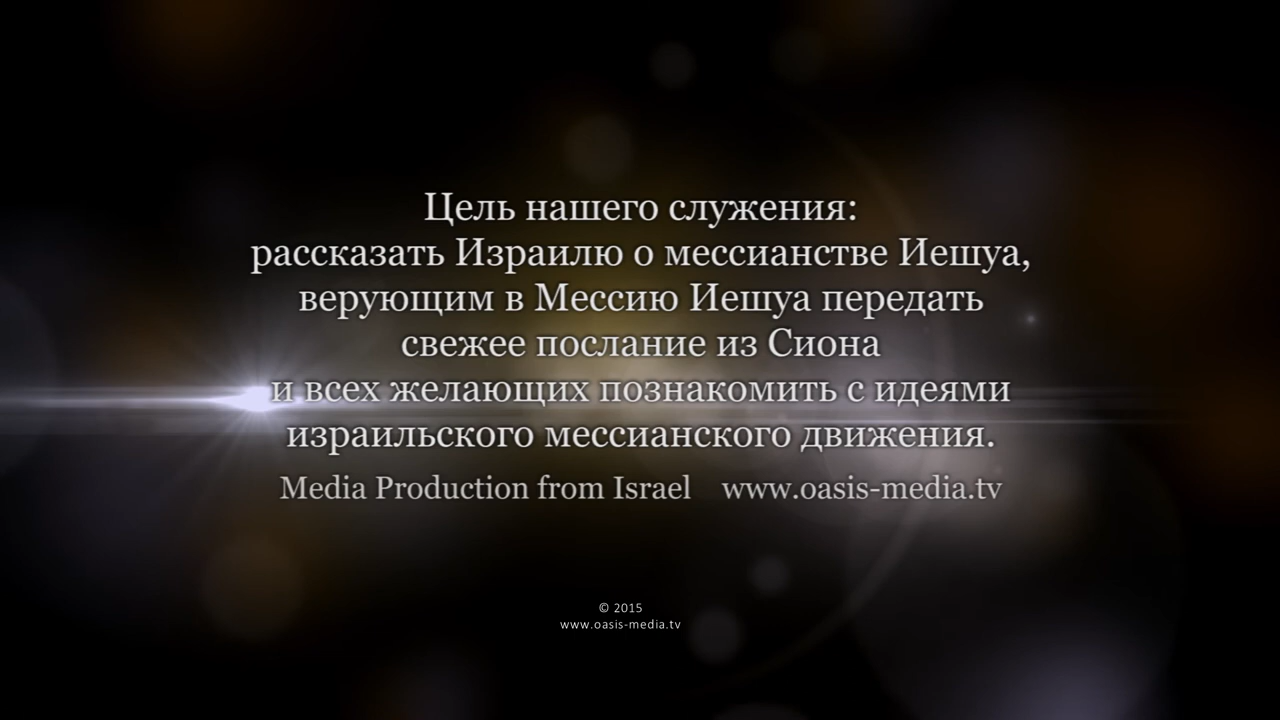 Цель нашего служения:
рассказать Израилю о мессианстве Иешуа,
верующим в Мессию Иешуа передать
свежее послание из Сиона
и всех желающих познакомить с идеями
израильского мессианского движения.
Media Production from Israel www.oasis-media.tv
© 2015
www.oasis-media.tv